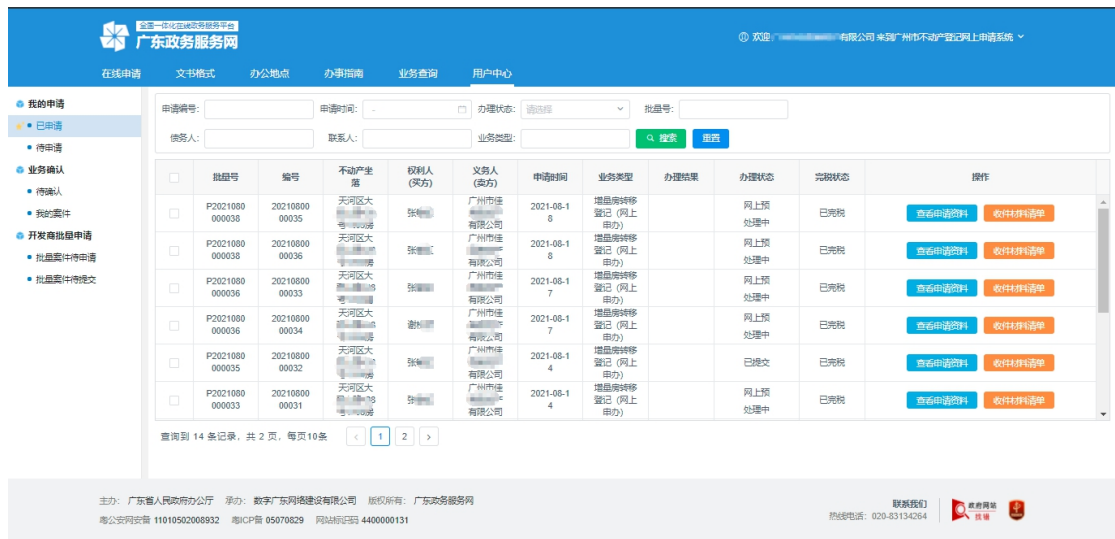 全国一体化在线政务服务平台
广东政务服务网
欢迎 有限公司 来到广州市不动产登记网上申请系统
在线申请 文书格式 办公地点 办事指南 业务查询 用户中心
我的申请
已申请
待申请
业务确认
待确认
我的案件
开发商批量申请
批量案件待申请
批量案件待提交
申请编号: 申请时间: - 办理状态: 请选择 批量号:
债务人: 联系人: 业务类型: 搜索 重置
批量号 编号 不动产坐落 权利人(买方) 义务人(卖方) 申请时间 业务类型 办理结果 办理状态 完税状态 操作
P2021080000038 2021080000035 天河区大 号 房 张 广州市佳 有限公司 2021-08-18 增量房转移登记（网上申办） 网上预处理中 已完税 查看申请资料 收件材料清单
P2021080000038 2021080000036 天河区大 房 张 广州市佳 有限公司 2021-08-18 增量房转移登记（网上申办） 网上预处理中 已完税 查看申请资料 收件材料清单
P2021080000036 2021080000033 天河区大 号 张 广州市佳 有限公司 2021-08-17 增量房转移登记（网上申办） 网上预处理中 已完税 查看申请资料 收件材料清单
P2021080000036 2021080000034 天河区大 房 谢 广州市佳 有限公司 2021-08-17 增量房转移登记（网上申办） 网上预处理中 已完税 查看申请资料 收件材料清单
P2021080000035 2021080000032 天河区大 房 张 广州市佳 有限公司 2021-08-14 增量房转移登记（网上申办） 已提交 已完税 查看申请资料 收件材料清单
P2021080000033 2021080000031 天河区大 号 房 张 广州市佳 有限公司 2021-08-14 增量房转移登记（网上申办） 网上预处理中 已完税 查看申请资料 收件材料清单
查询到 14 条记录，共 2 页，每页10条 < 1 2 >
主办: 广东省人民政府办公厅 承办: 数字广东网络建设有限公司 版权所有: 广东政务服务网
粤公安网安备 11010502008932 粤ICP备 05070829 网站标识码 4400000131
联系我们
热线电话: 020-83134264
政府网站
找错